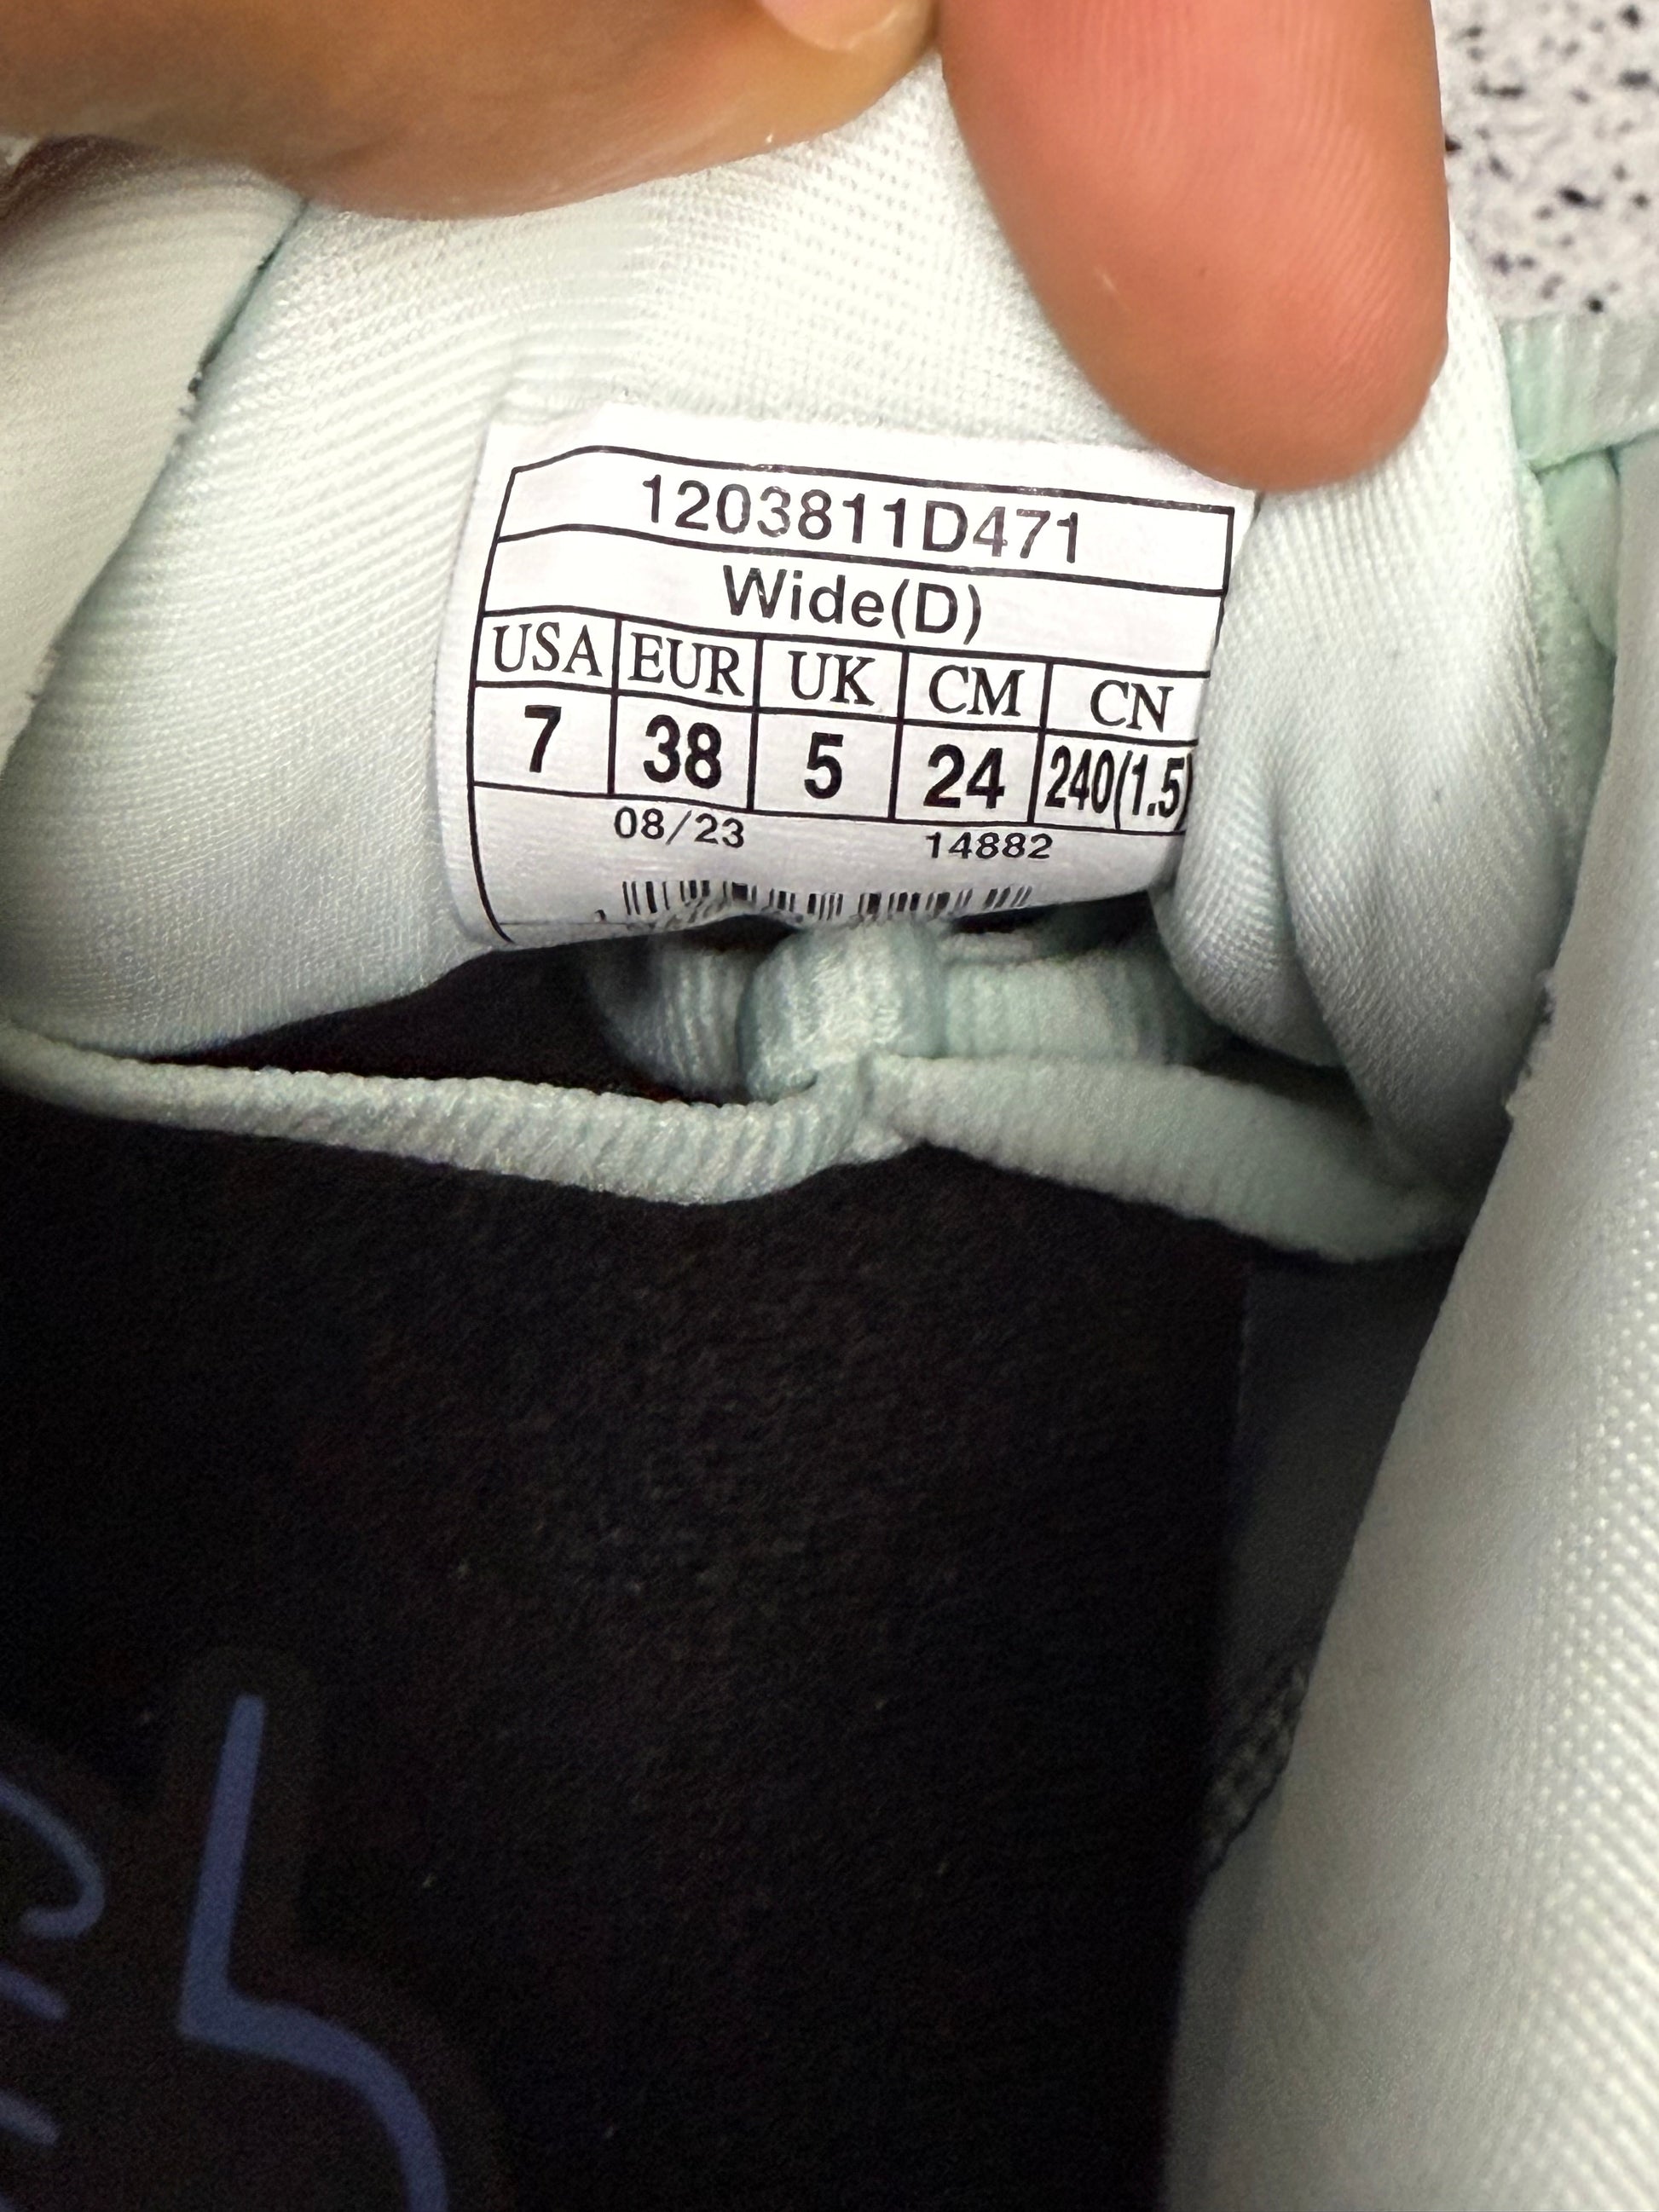 1203811D471
Wide(D)
USA EUR UK CM CN
7 38 5 24 240(1.5)
08/23 14882